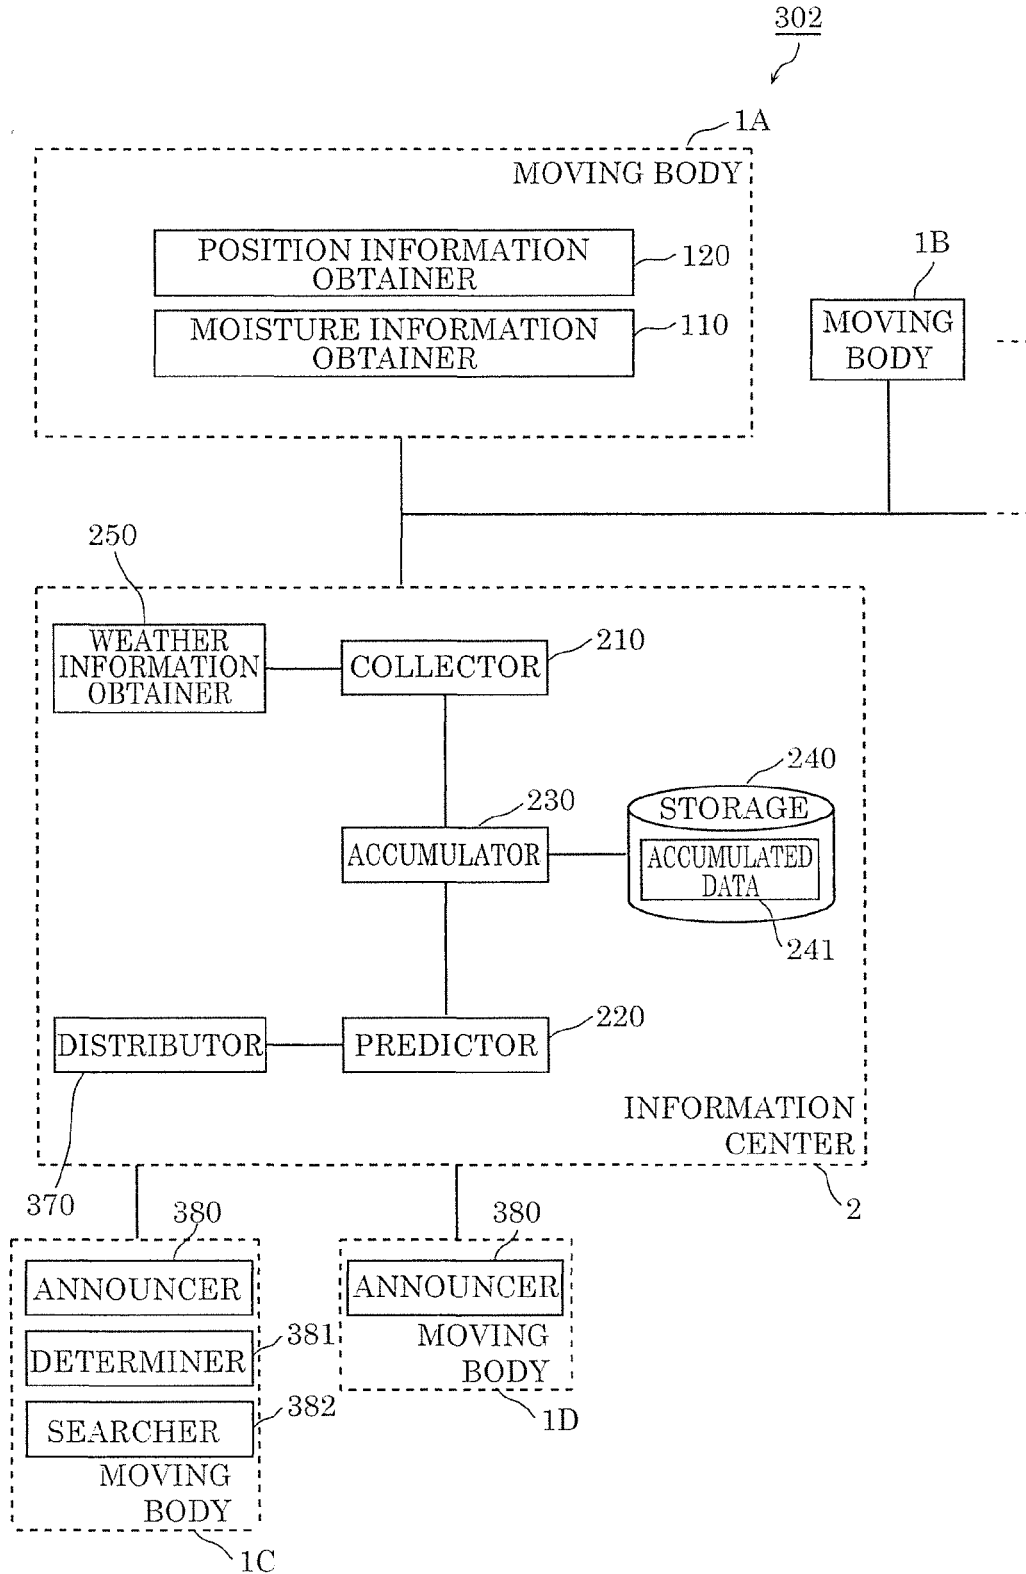 302
1A
MOVING BODY
POSITION INFORMATION
OBTAINER
120
MOISTURE INFORMATION
OBTAINER
110
1B
MOVING
BODY
250
WEATHER
INFORMATION
OBTAINER
COLLECTOR
210
240
STORAGE
230
ACCUMULATOR
ACCUMULATED
DATA
241
DISTRIBUTOR
PREDICTOR
220
INFORMATION
CENTER
370
2
380
ANNOUNCER
DETERMINER
381
SEARCHER
382
MOVING
BODY
1C
380
ANNOUNCER
MOVING
BODY
1D